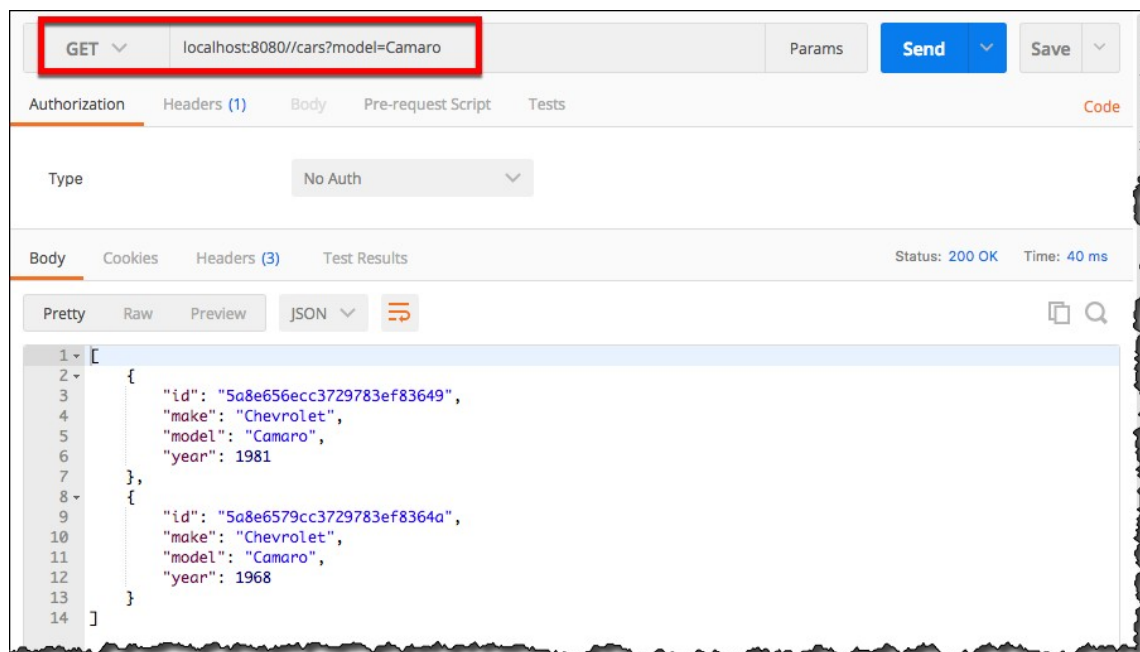 GET localhost:8080//cars?model=Camaro Params Send Save
Authorization Headers (1) Body Pre-request Script Tests Code
Type No Auth
Body Cookies Headers (3) Test Results Status: 200 OK Time: 40 ms
Pretty Raw Preview JSON
1 [
2 {
3 "id": "5a8e656ecc3729783ef83649",
4 "make": "Chevrolet",
5 "model": "Camaro",
6 "year": 1981
7 },
8 {
9 "id": "5a8e6579cc3729783ef8364a",
10 "make": "Chevrolet",
11 "model": "Camaro",
12 "year": 1968
13 }
14 ]